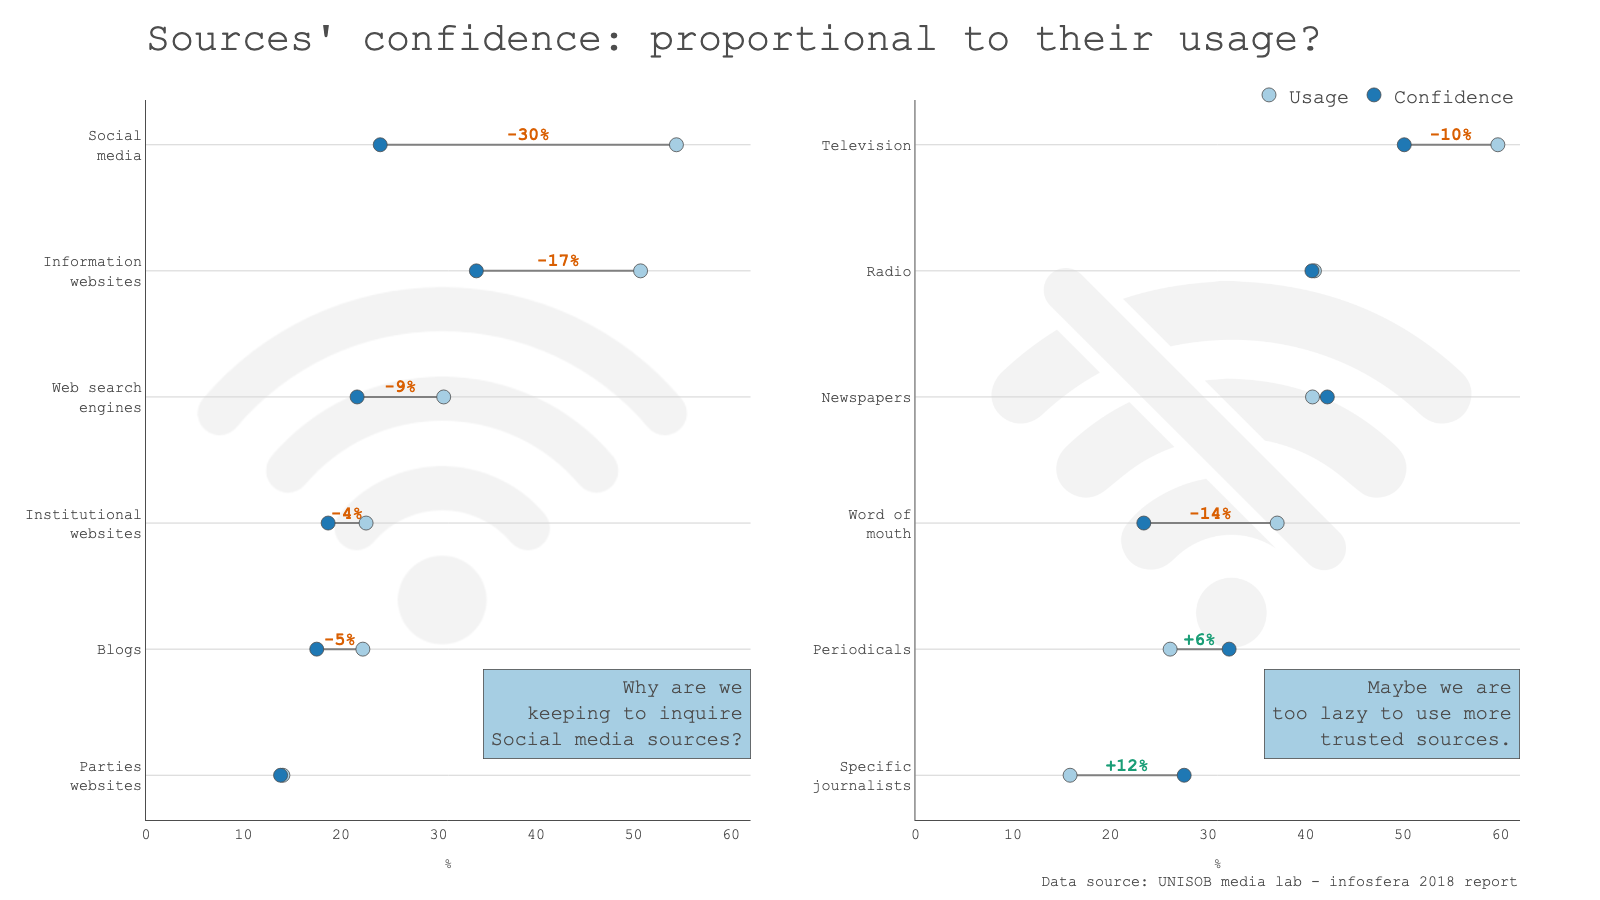 Sources' confidence: proportional to their usage?
Usage
Confidence
Social
media
-30%
Information
websites
-17%
Web search
engines
-9%
Institutional
websites
-4%
Blogs
-5%
Why are we
keeping to inquire
Social media sources?
Parties
websites
0
10
20
30
40
50
60
%
Television
-10%
Radio
Newspapers
Word of
mouth
-14%
Periodicals
+6%
Maybe we are
too lazy to use more
trusted sources.
Specific
journalists
+12%
0
10
20
30
40
50
60
%
Data source: UNISOB media lab - infosfera 2018 report